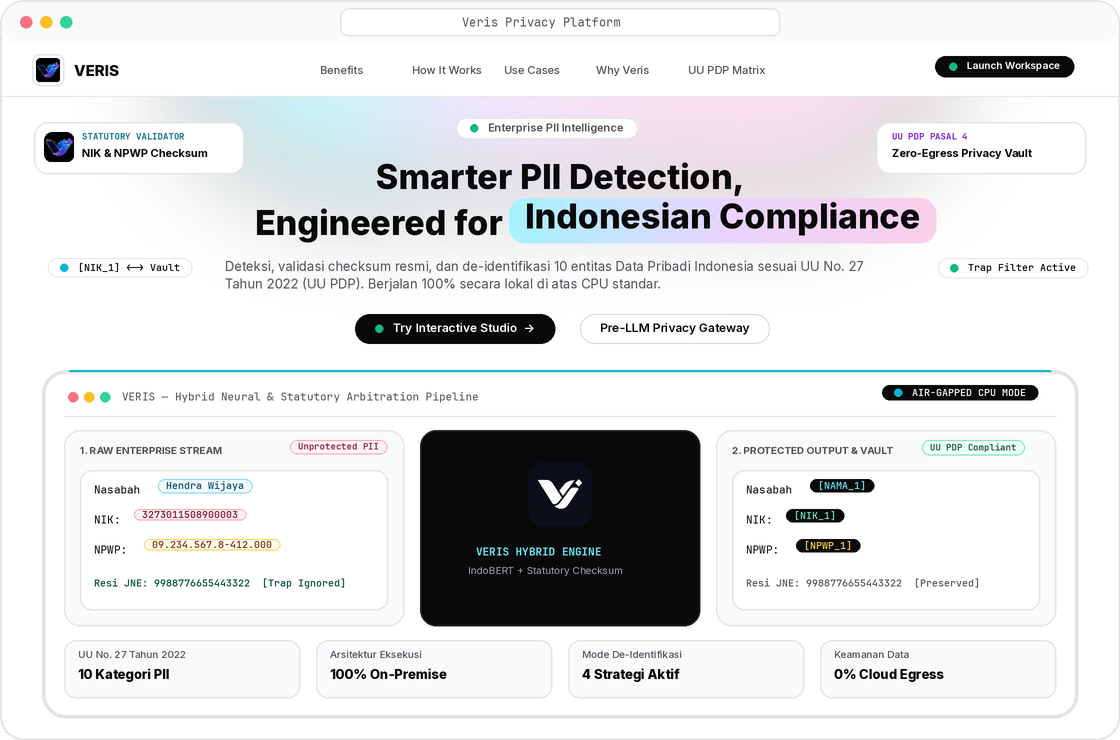 Veris Privacy Platform
VERIS
Benefits
How It Works
Use Cases
Why Veris
UU PDP Matrix
Launch Workspace
STATUTORY VALIDATOR
NIK & NPWP Checksum
Enterprise PII Intelligence
UU PDP PASAL 4
Zero-Egress Privacy Vault
Smarter PII Detection,
Engineered for Indonesian Compliance
[NIK_1] <—> Vault
Deteksi, validasi checksum resmi, dan de-identifikasi 10 entitas Data Pribadi Indonesia sesuai UU No. 27
Tahun 2022 (UU PDP). Berjalan 100% secara lokal di atas CPU standar.
Trap Filter Active
Try Interactive Studio →
Pre-LLM Privacy Gateway
VERIS — Hybrid Neural & Statutory Arbitration Pipeline
AIR-GAPPED CPU MODE
1. RAW ENTERPRISE STREAM
Unprotected PII
Nasabah Hendra Wijaya
NIK: 3273011508900003
NPWP: 09.234.567.8-412.000
Resi JNE: 9988776655443322 [Trap Ignored]
VERIS HYBRID ENGINE
IndoBERT + Statutory Checksum
2. PROTECTED OUTPUT & VAULT
UU PDP Compliant
Nasabah [NAMA_1]
NIK: [NIK_1]
NPWP: [NPWP_1]
Resi JNE: 9988776655443322 [Preserved]
UU No. 27 Tahun 2022
10 Kategori PII
Arsitektur Eksekusi
100% On-Premise
Mode De-Identifikasi
4 Strategi Aktif
Keamanan Data
0% Cloud Egress